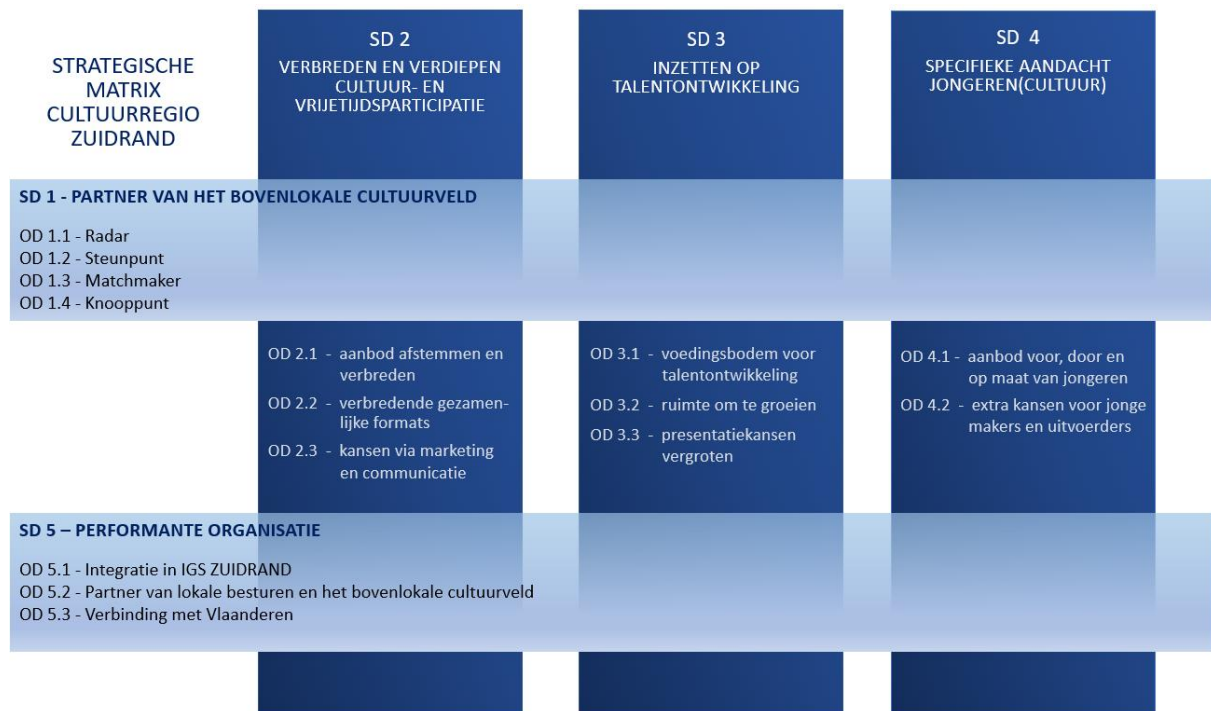 STRATEGISCHE
MATRIX
CULTUURREGIO
ZUIDRAND
SD 2
VERBREDEN EN VERDIEPEN
CULTUUR- EN
VRIJETIJDSPARTICIPATIE
SD 3
INZETTEN OP
TALENTONTWIKKELING
SD 4
SPECIFIEKE AANDACHT
JONGEREN(CULTUUR)
SD 1 - PARTNER VAN HET BOVENLOKALE CULTUURVELD
OD 1.1 - Radar
OD 1.2 - Steunpunt
OD 1.3 - Matchmaker
OD 1.4 - Knooppunt
OD 2.1 - aanbod afstemmen en
verbreden
OD 2.2 - verbredende gezamen-
lijke formats
OD 2.3 - kansen via marketing
en communicatie
OD 3.1 - voedingsbodem voor
talentontwikkeling
OD 3.2 - ruimte om te groeien
OD 3.3 - presentatiekansen
vergroten
OD 4.1 - aanbod voor, door en
op maat van jongeren
OD 4.2 - extra kansen voor jonge
makers en uitvoerders
SD 5 – PERFORMANTE ORGANISATIE
OD 5.1 - Integratie in IGS ZUIDRAND
OD 5.2 - Partner van lokale besturen en het bovenlokale cultuurveld
OD 5.3 - Verbinding met Vlaanderen